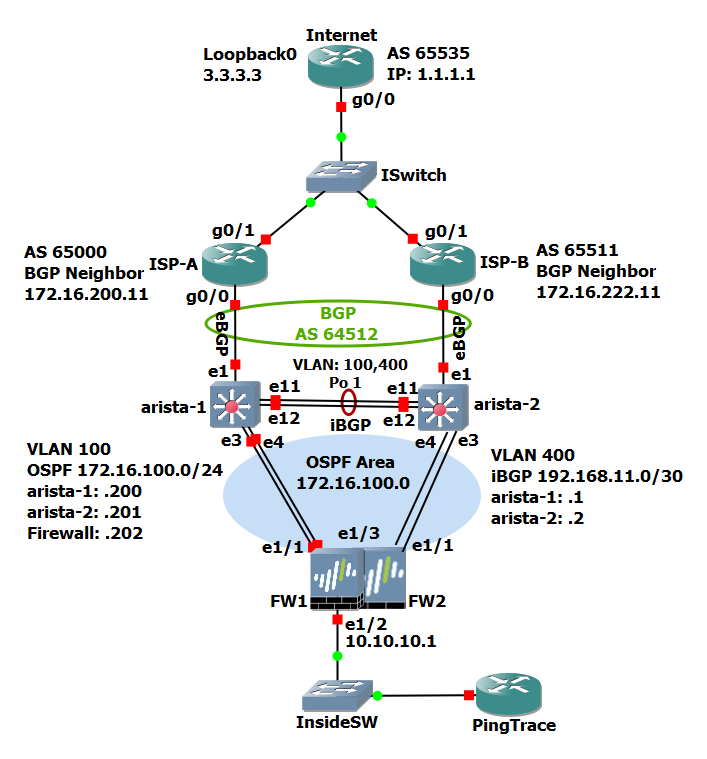 Internet
Loopback0
3.3.3.3
AS 65535
IP: 1.1.1.1
g0/0
ISwitch
g0/1
g0/1
AS 65000
BGP Neighbor
172.16.200.11
ISP-A
ISP-B
AS 65511
BGP Neighbor
172.16.222.11
g0/0
g0/0
BGP
AS 64512
eBGP
eBGP
VLAN: 100,400
Po 1
e1
e1
e11
e11
e12
e12
iBGP
arista-1
arista-2
e3
e4
e4
e3
VLAN 100
OSPF 172.16.100.0/24
arista-1: .200
arista-2: .201
Firewall: .202
OSPF Area
172.16.100.0
VLAN 400
iBGP 192.168.11.0/30
arista-1: .1
arista-2: .2
e1/3
e1/1
e1/1
FW1
FW2
e1/2
10.10.10.1
InsideSW
PingTrace